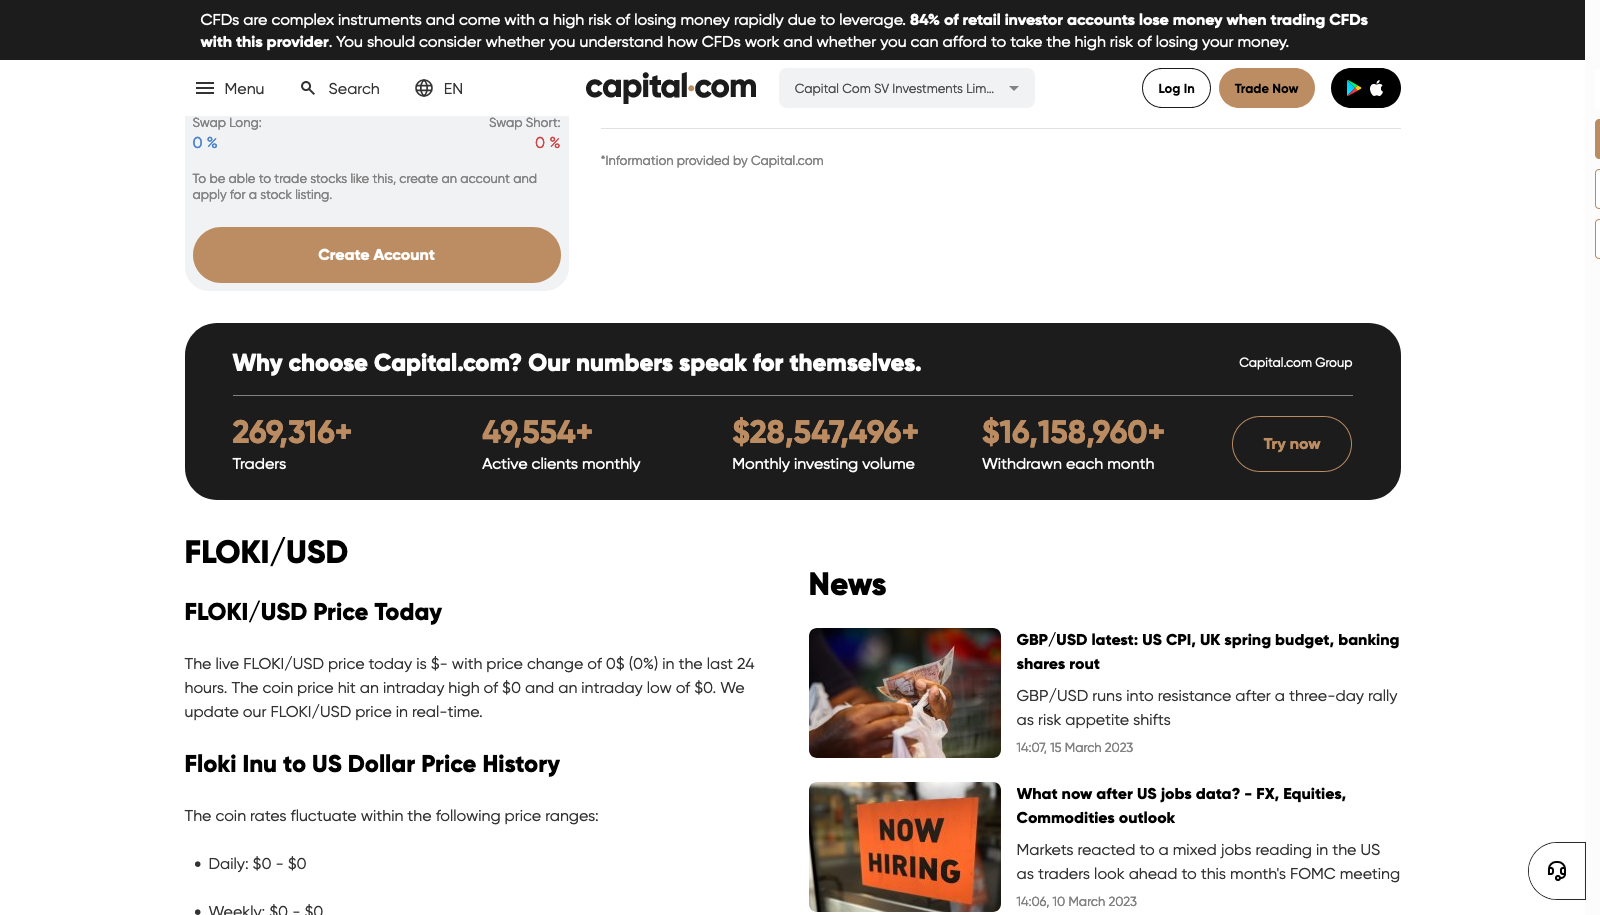 CFDs are complex instruments and come with a high risk of losing money rapidly due to leverage. 84% of retail investor accounts lose money when trading CFDs
with this provider. You should consider whether you understand how CFDs work and whether you can afford to take the high risk of losing your money.
Menu
Search
EN
capital.com
Capital Com SV Investments Lim...
Log In
Trade Now
Swap Long:
Swap Short:
0 %
0 %
To be able to trade stocks like this, create an account and
apply for a stock listing.
Create Account
*Information provided by Capital.com
Why choose Capital.com? Our numbers speak for themselves.
Capital.com Group
269,316+
Traders
49,554+
Active clients monthly
$28,547,496+
Monthly investing volume
$16,158,960+
Withdrawn each month
Try now
FLOKI/USD
FLOKI/USD Price Today
The live FLOKI/USD price today is $- with price change of 0$ (0%) in the last 24
hours. The coin price hit an intraday high of $0 and an intraday low of $0. We
update our FLOKI/USD price in real-time.
Floki Inu to US Dollar Price History
The coin rates fluctuate within the following price ranges:
• Daily: $0 - $0
• Weekly: $0 - $0
News
GBP/USD latest: US CPI, UK spring budget, banking
shares rout
GBP/USD runs into resistance after a three-day rally
as risk appetite shifts
14:07, 15 March 2023
NOW
HIRING
What now after US jobs data? - FX, Equities,
Commodities outlook
Markets reacted to a mixed jobs reading in the US
as traders look ahead to this month's FOMC meeting
14:06, 10 March 2023